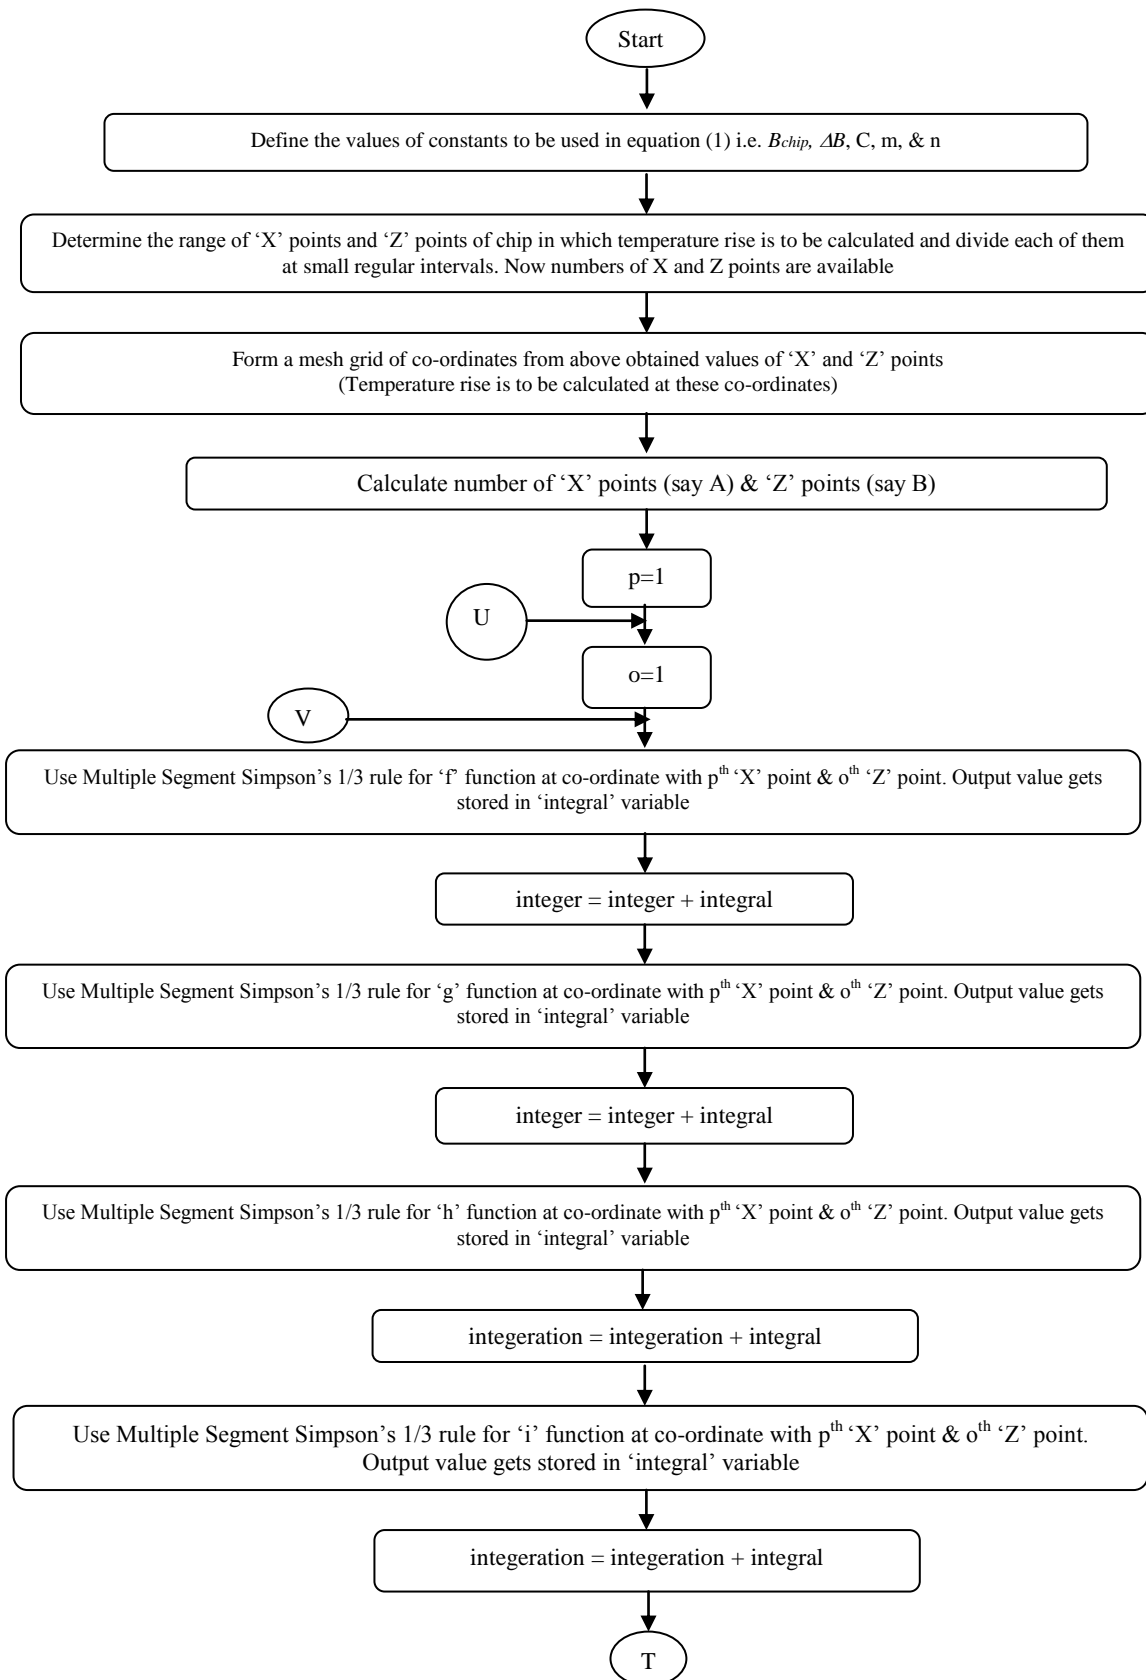 Start
Define the values of constants to be used in equation (1) i.e. Bchip, ΔB, C, m, & n
Determine the range of ‘X’ points and ‘Z’ points of chip in which temperature rise is to be calculated and divide each of them
at small regular intervals. Now numbers of X and Z points are available
Form a mesh grid of co-ordinates from above obtained values of ‘X’ and ‘Z’ points
(Temperature rise is to be calculated at these co-ordinates)
Calculate number of ‘X’ points (say A) & ‘Z’ points (say B)
p=1
U
o=1
V
Use Multiple Segment Simpson’s 1/3 rule for ‘f’ function at co-ordinate with pth ‘X’ point & oth ‘Z’ point. Output value gets
stored in ‘integral’ variable
integer = integer + integral
Use Multiple Segment Simpson’s 1/3 rule for ‘g’ function at co-ordinate with pth ‘X’ point & oth ‘Z’ point. Output value gets
stored in ‘integral’ variable
integer = integer + integral
Use Multiple Segment Simpson’s 1/3 rule for ‘h’ function at co-ordinate with pth ‘X’ point & oth ‘Z’ point. Output value gets
stored in ‘integral’ variable
integeration = integeration + integral
Use Multiple Segment Simpson’s 1/3 rule for ‘i’ function at co-ordinate with pth ‘X’ point & oth ‘Z’ point.
Output value gets stored in ‘integral’ variable
integeration = integeration + integral
T